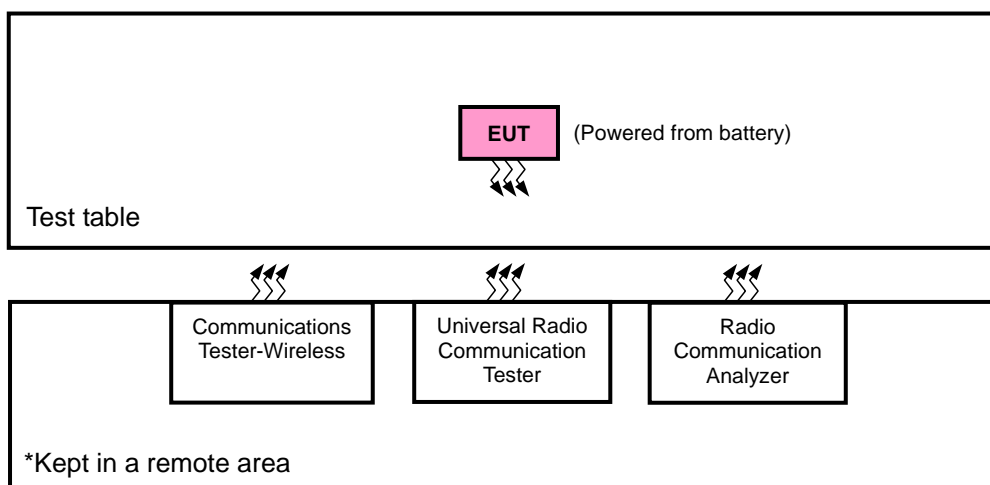 EUT
(Powered from battery)
Test table
Communications
Tester-Wireless
Universal Radio
Communication
Tester
Radio
Communication
Analyzer
*Kept in a remote area